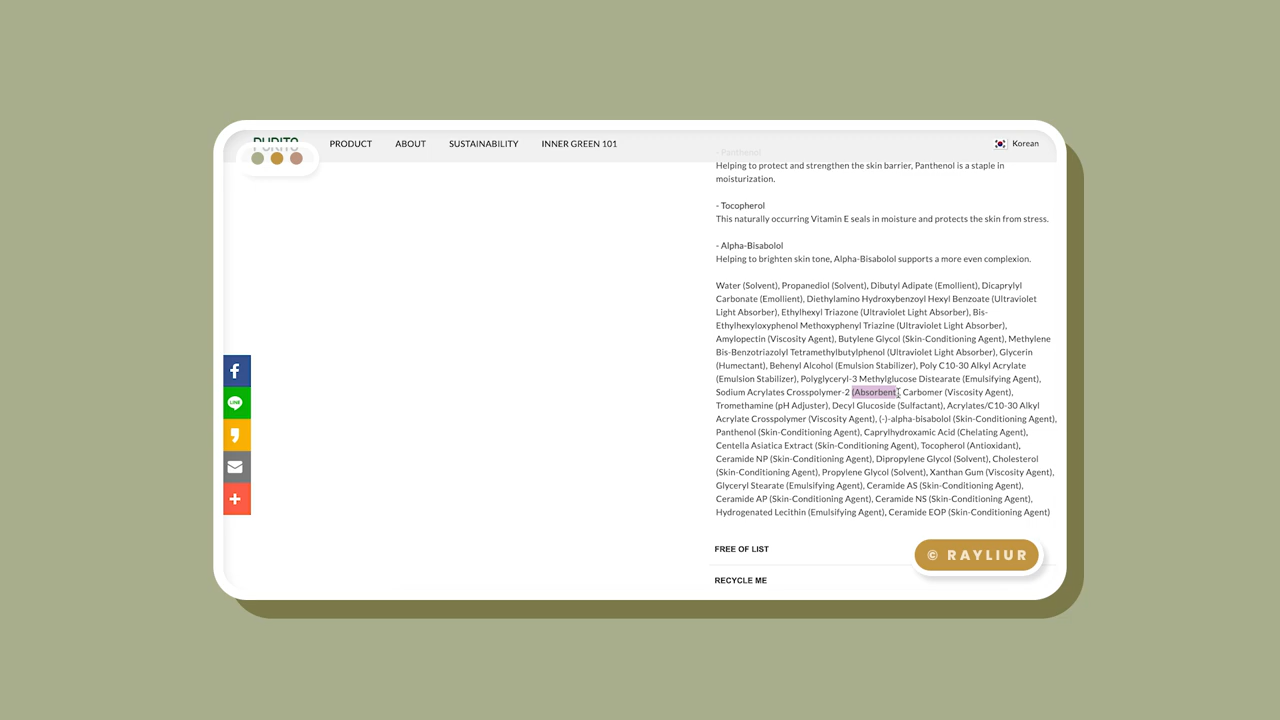 PURITO
PRODUCT
ABOUT
SUSTAINABILITY
INNER GREEN 101
Korean
- Panthenol
Helping to protect and strengthen the skin barrier, Panthenol is a staple in
moisturization.
- Tocopherol
This naturally occurring Vitamin E seals in moisture and protects the skin from stress.
- Alpha-Bisabolol
Helping to brighten skin tone, Alpha-Bisabolol supports a more even complexion.
Water (Solvent), Propanediol (Solvent), Dibutyl Adipate (Emollient), Dicaprylyl
Carbonate (Emollient), Diethylamino Hydroxybenzoyl Hexyl Benzoate (Ultraviolet
Light Absorber), Ethylhexyl Triazone (Ultraviolet Light Absorber), Bis-
Ethylhexyloxyphenol Methoxyphenyl Triazine (Ultraviolet Light Absorber),
Amylopectin (Viscosity Agent), Butylene Glycol (Skin-Conditioning Agent), Methylene
Bis-Benzotriazolyl Tetramethylbutylphenol (Ultraviolet Light Absorber), Glycerin
(Humectant), Behenyl Alcohol (Emulsion Stabilizer), Poly C10-30 Alkyl Acrylate
(Emulsion Stabilizer), Polyglyceryl-3 Methylglucose Distearate (Emulsifying Agent),
Sodium Acrylates Crosspolymer-2 (Absorbent), Carbomer (Viscosity Agent),
Tromethamine (pH Adjuster), Decyl Glucoside (Sulfactant), Acrylates/C10-30 Alkyl
Acrylate Crosspolymer (Viscosity Agent), (-)-alpha-bisabolol (Skin-Conditioning Agent),
Panthenol (Skin-Conditioning Agent), Caprylhydroxamic Acid (Chelating Agent),
Centella Asiatica Extract (Skin-Conditioning Agent), Tocopherol (Antioxidant),
Ceramide NP (Skin-Conditioning Agent), Dipropylene Glycol (Solvent), Cholesterol
(Skin-Conditioning Agent), Propylene Glycol (Solvent), Xanthan Gum (Viscosity Agent),
Glyceryl Stearate (Emulsifying Agent), Ceramide AS (Skin-Conditioning Agent),
Ceramide AP (Skin-Conditioning Agent), Ceramide NS (Skin-Conditioning Agent),
Hydrogenated Lecithin (Emulsifying Agent), Ceramide EOP (Skin-Conditioning Agent)
LINE
FREE OF LIST
© RAYLIUR
RECYCLE ME